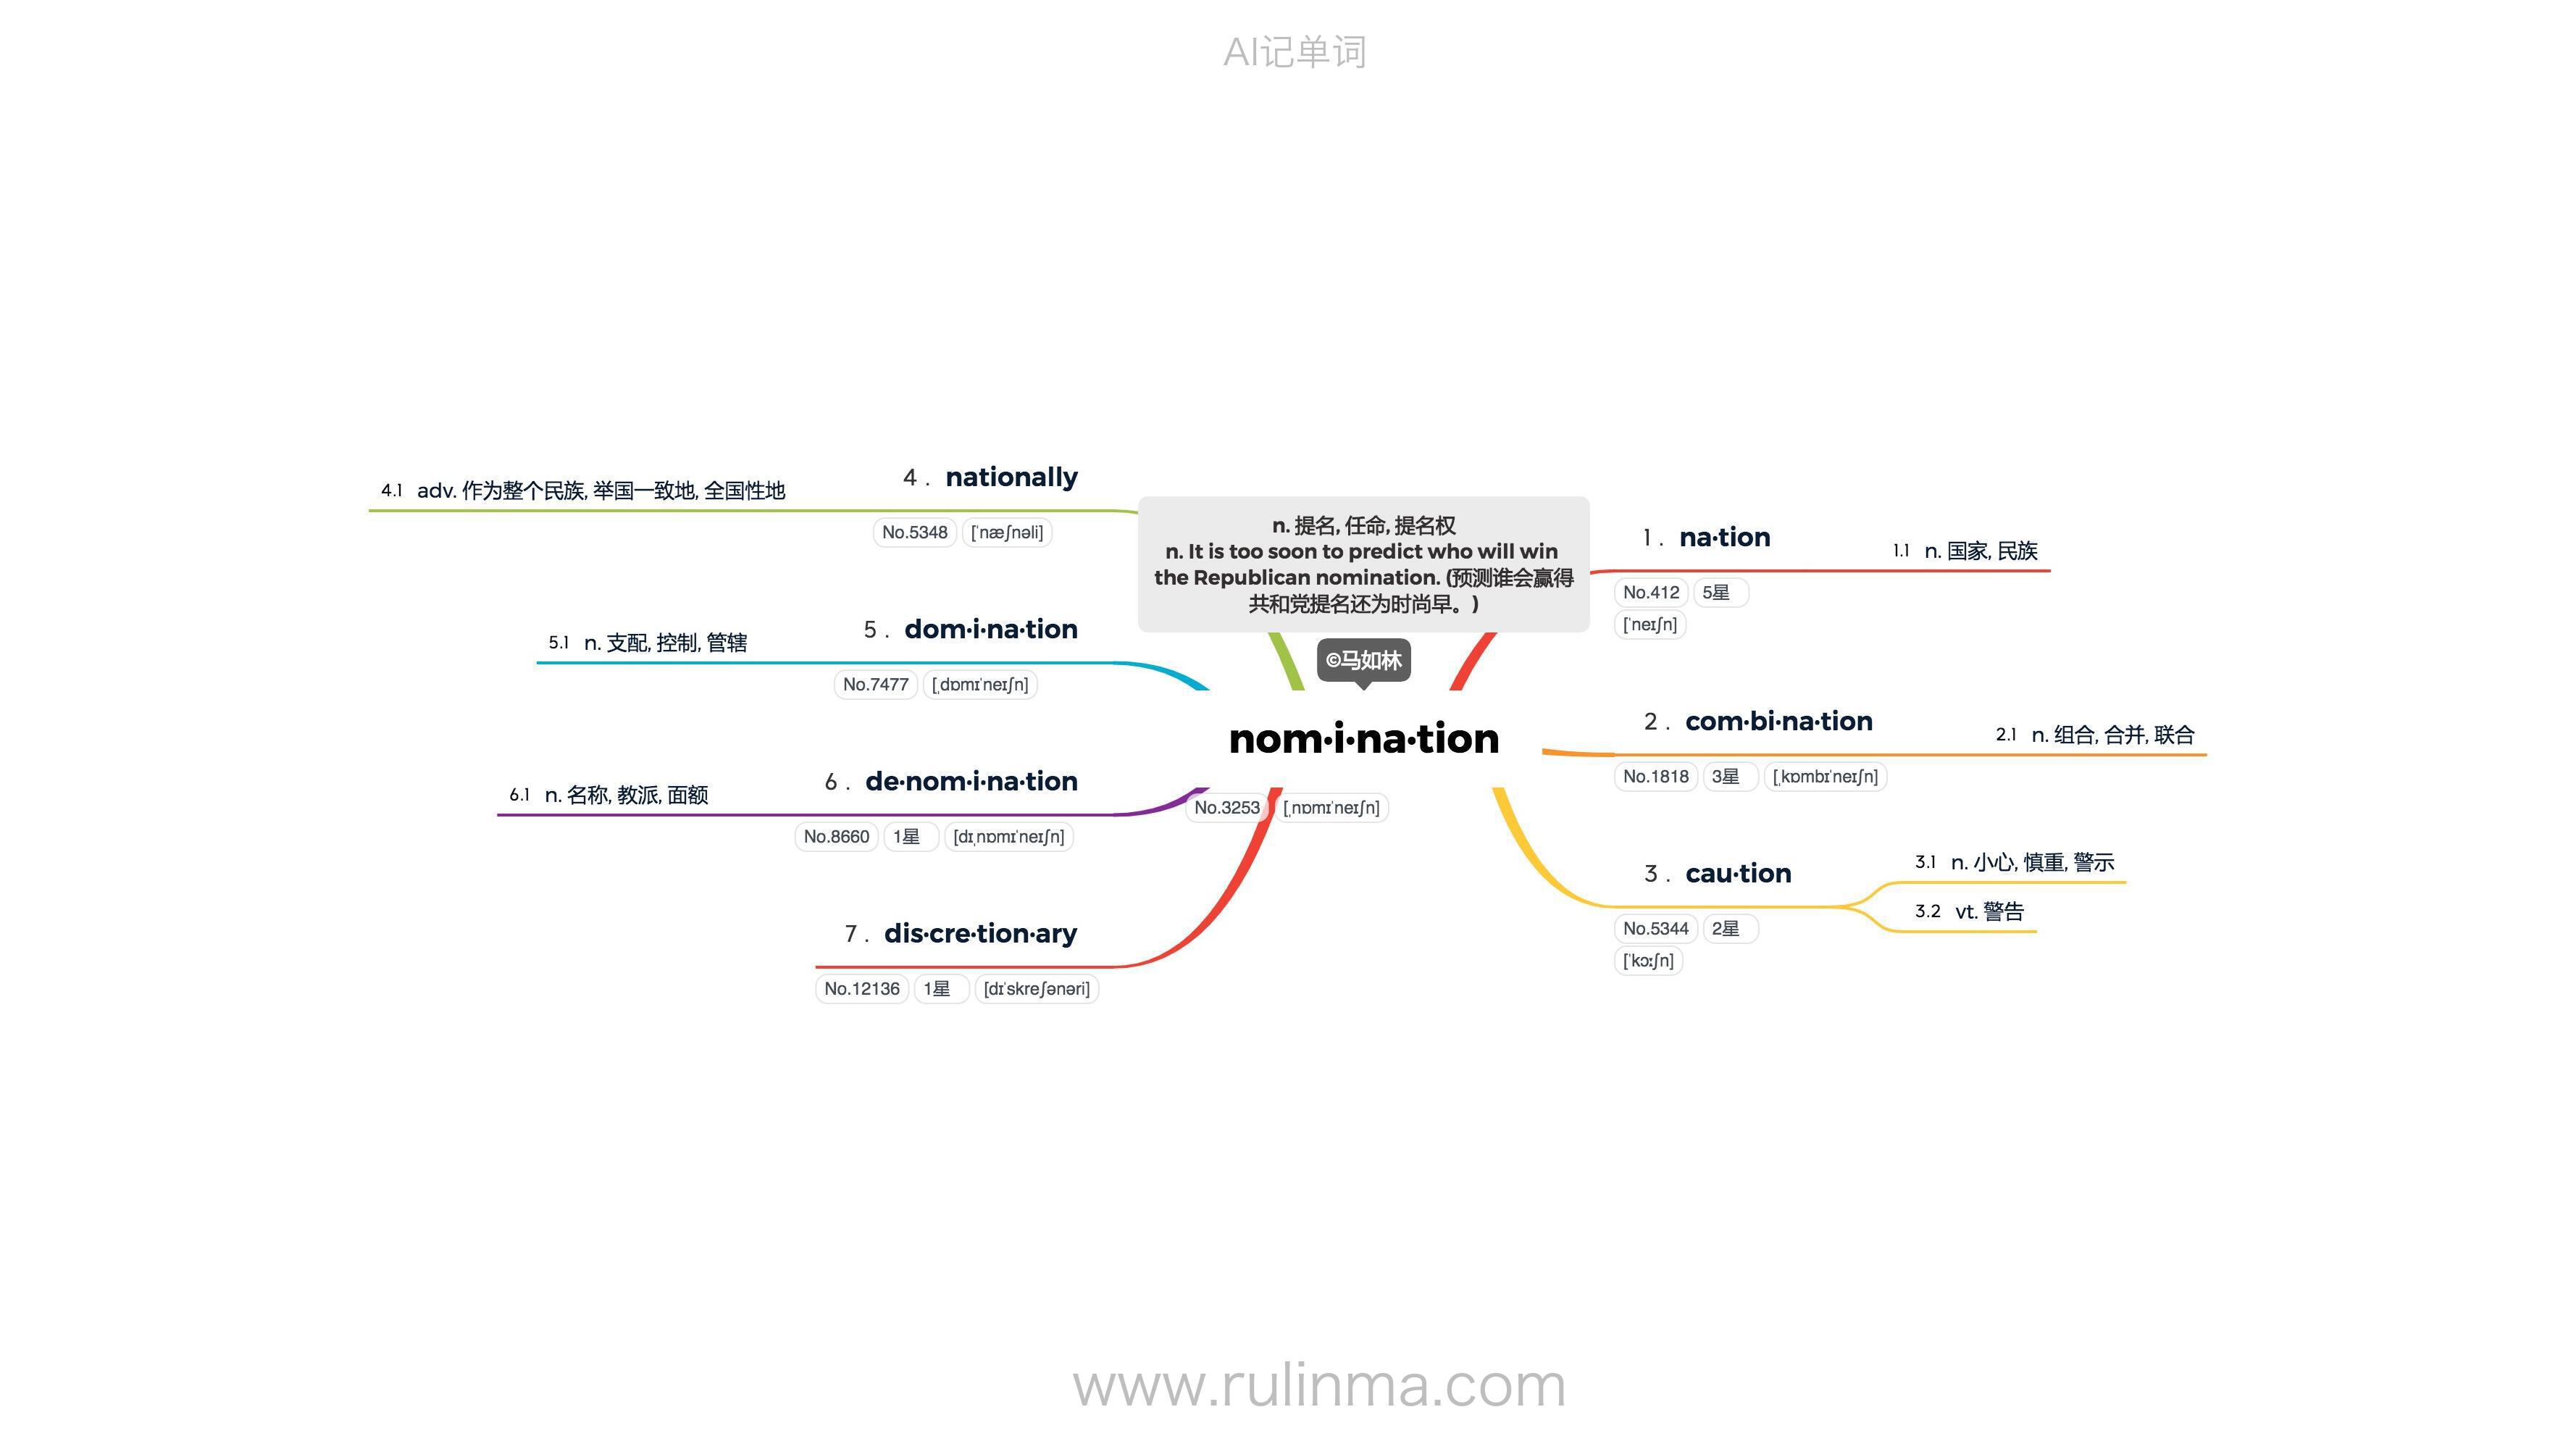 AI记单词
n. 提名, 任命, 提名权
n. It is too soon to predict who will win
the Republican nomination. (预测谁会赢得
共和党提名还为时尚早。)
©马如林
nom·i·na·tion
No.3253 [ˌnɒmɪˈneɪʃn]
1 . na·tion
No.412 5星
[ˈneɪʃn]
1.1 n. 国家, 民族
2 . com·bi·na·tion
No.1818 3星 [ˌkɒmbɪˈneɪʃn]
2.1 n. 组合, 合并, 联合
3 . cau·tion
No.5344 2星
[ˈkɔːʃn]
3.1 n. 小心, 慎重, 警示
3.2 vt. 警告
4 . nationally
No.5348 [ˈnæʃnəli]
4.1 adv. 作为整个民族, 举国一致地, 全国性地
5 . dom·i·na·tion
No.7477 [ˌdɒmɪˈneɪʃn]
5.1 n. 支配, 控制, 管辖
6 . de·nom·i·na·tion
No.8660 1星 [dɪˌnɒmɪˈneɪʃn]
6.1 n. 名称, 教派, 面额
7 . dis·cre·tion·ary
No.12136 1星 [dɪˈskreʃənəri]
www.rulinma.com